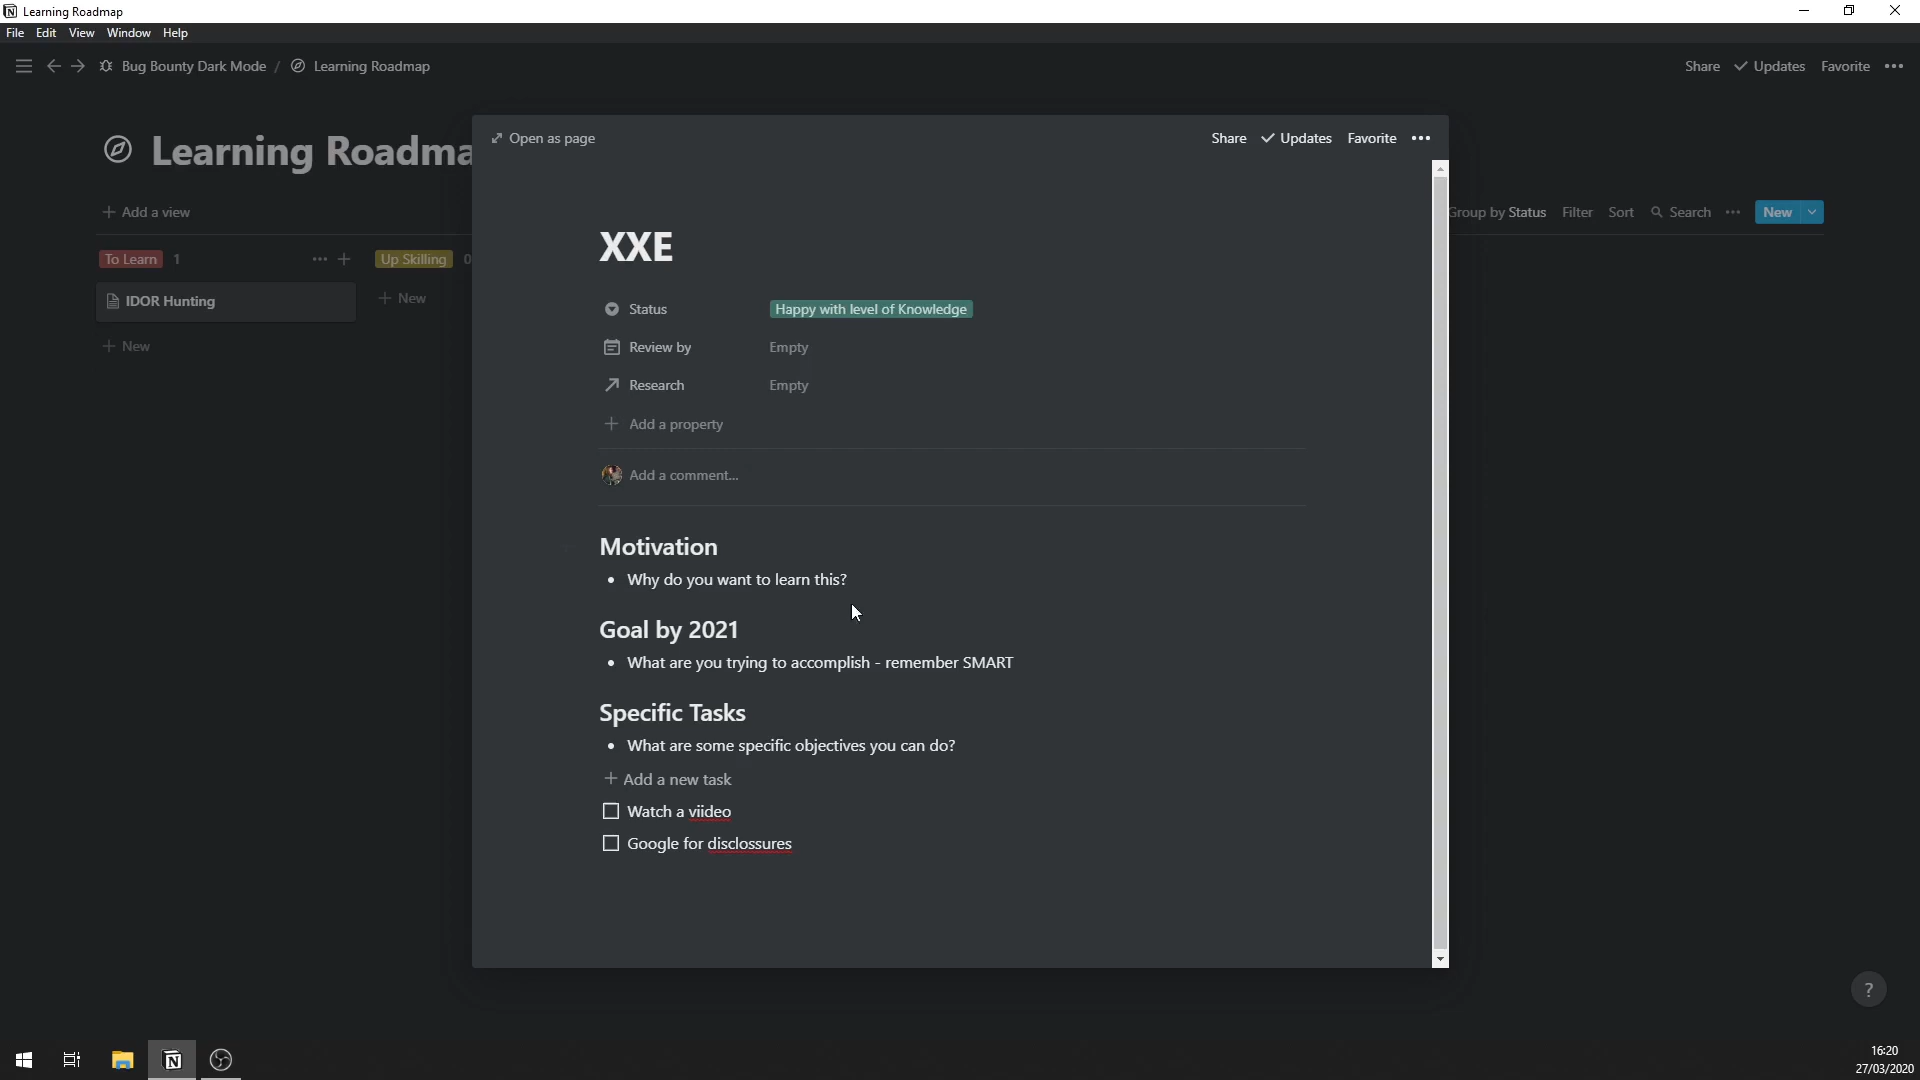 Learning Roadmap
File Edit View Window Help
Bug Bounty Dark Mode / Learning Roadmap
Share Updates Favorite
Learning Roadma
Open as page
Share Updates Favorite
+ Add a view
Group by Status Filter Sort Search New
To Learn 1
Up Skilling 0
IDOR Hunting
+ New
+ New
XXE
Status Happy with level of Knowledge
Review by Empty
Research Empty
+ Add a property
Add a comment...
Motivation
• Why do you want to learn this?
Goal by 2021
• What are you trying to accomplish - remember SMART
Specific Tasks
• What are some specific objectives you can do?
+ Add a new task
Watch a viideo
Google for disclossures
?
16:20
27/03/2020